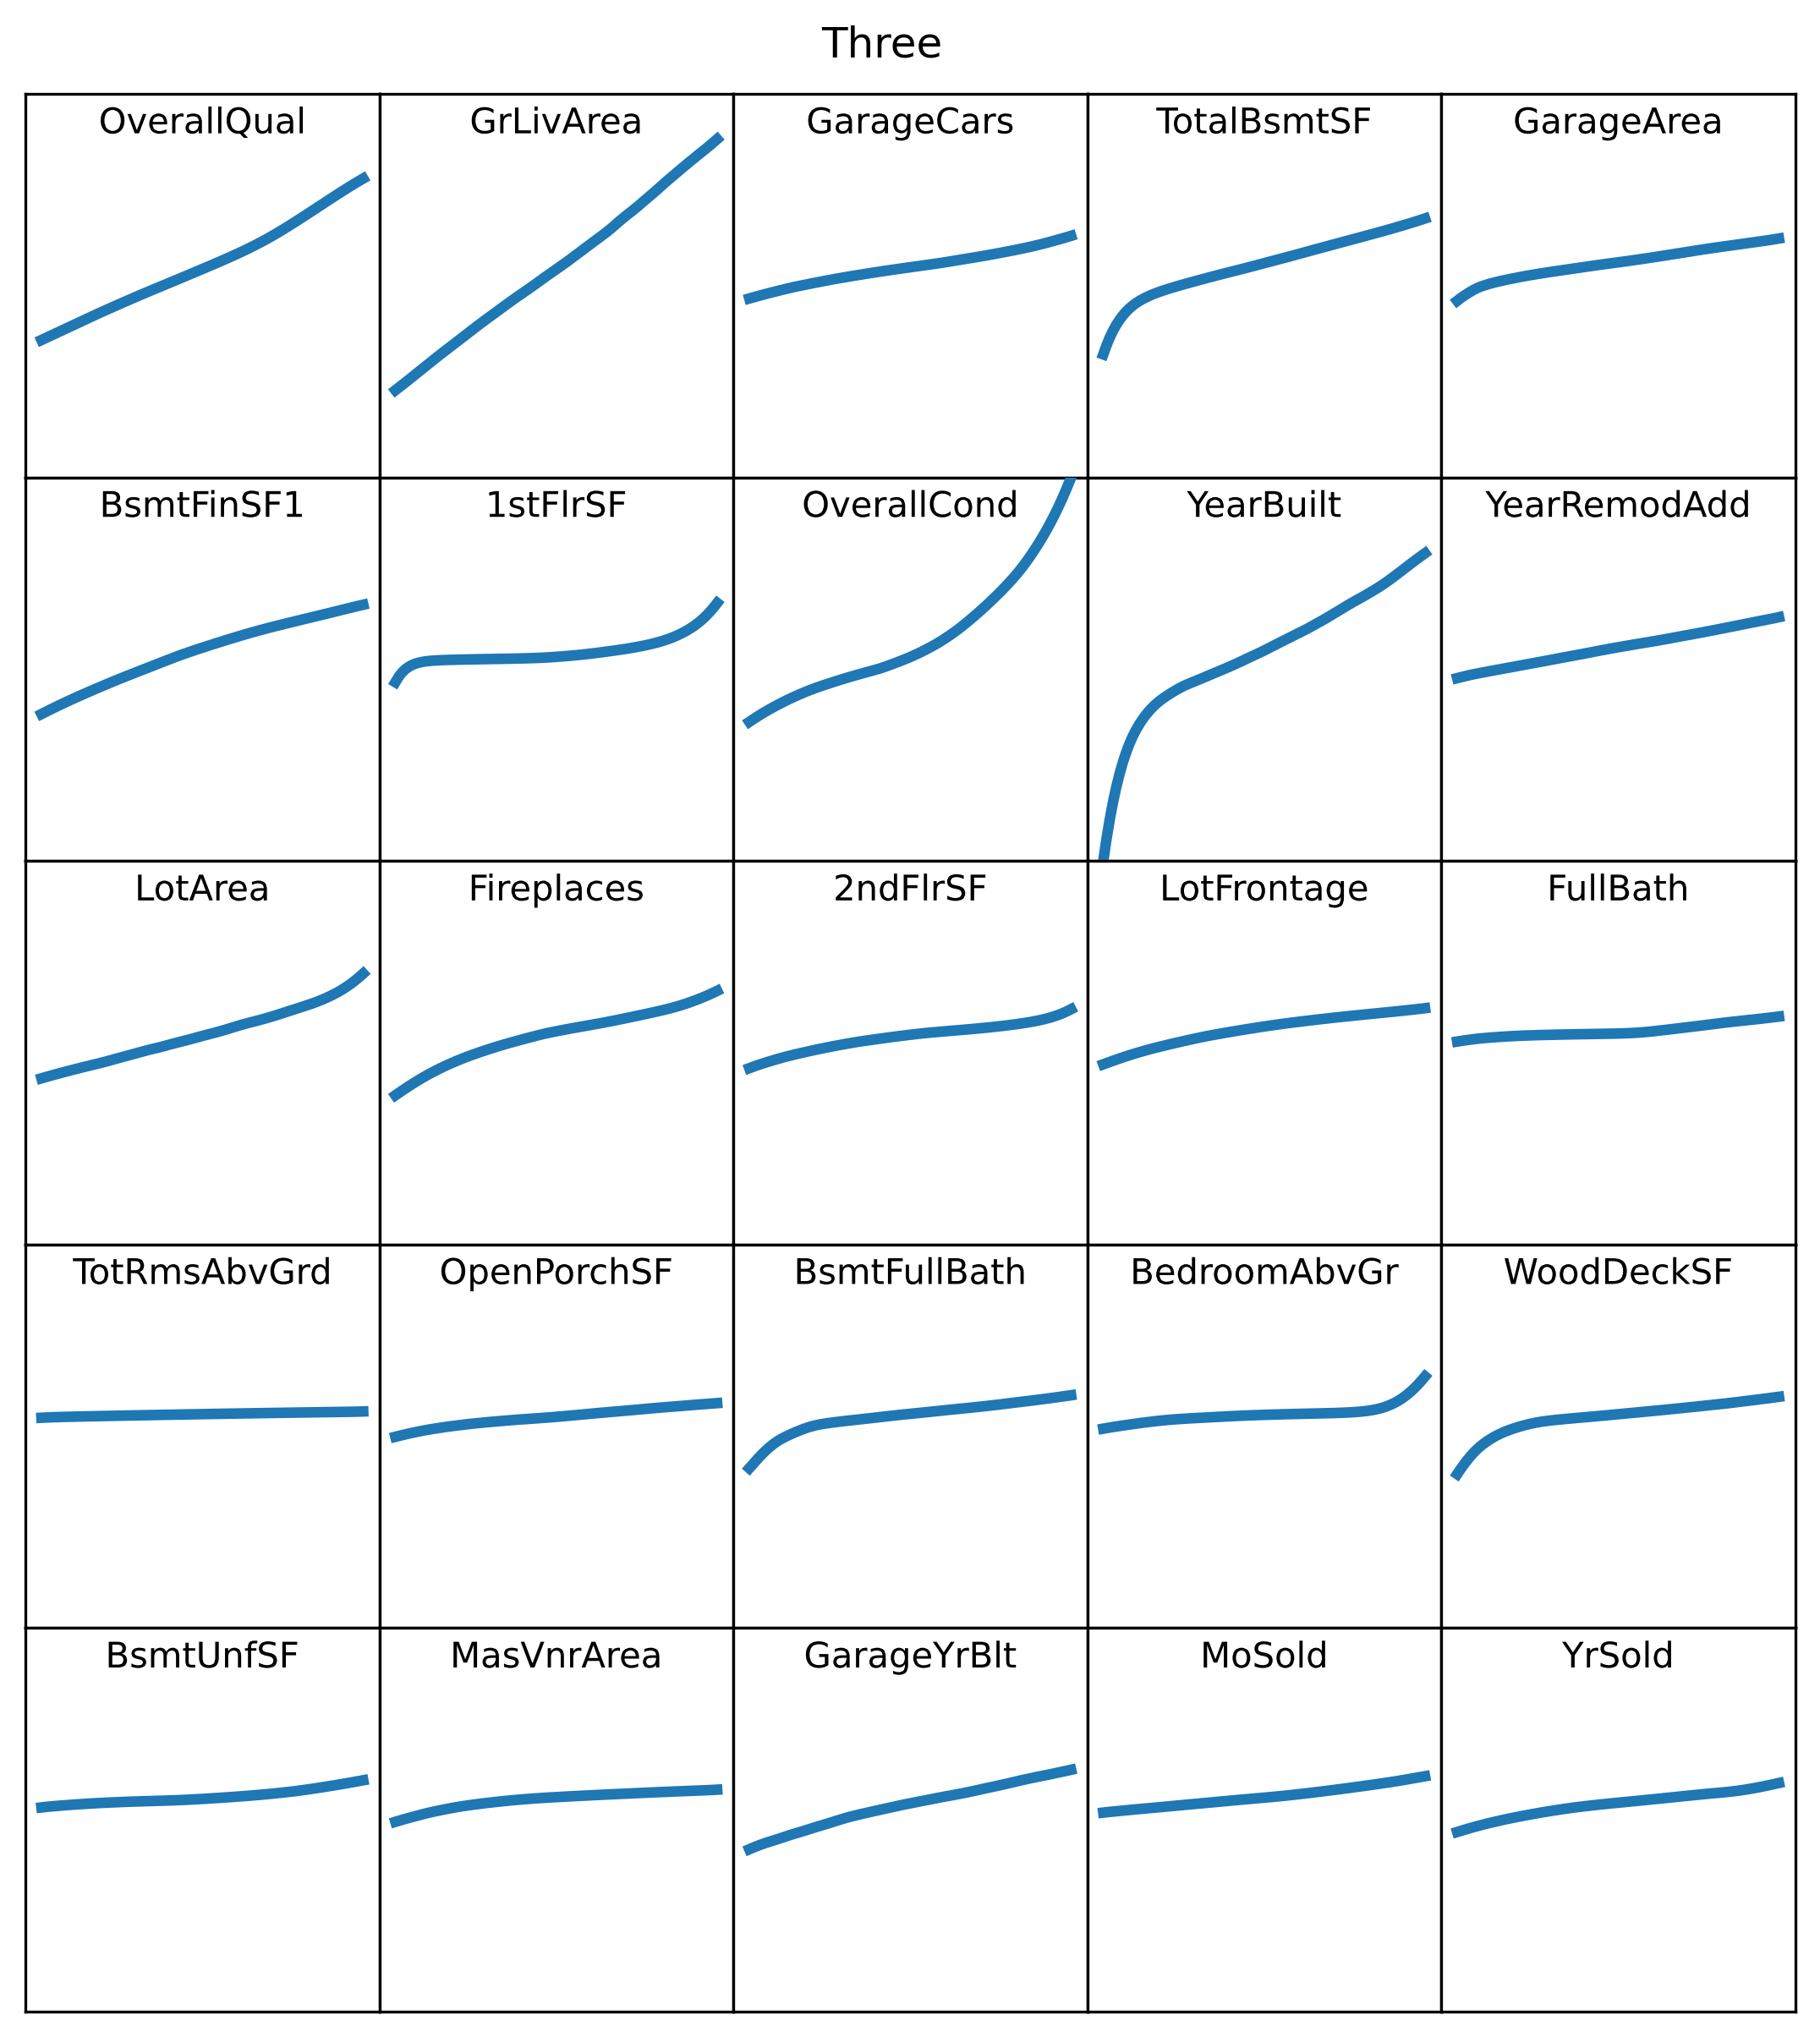 Three
OverallQual
GrLivArea
GarageCars
TotalBsmtSF
GarageArea
BsmtFinSF1
1stFlrSF
OverallCond
YearBuilt
YearRemodAdd
LotArea
Fireplaces
2ndFlrSF
LotFrontage
FullBath
TotRmsAbvGrd
OpenPorchSF
BsmtFullBath
BedroomAbvGr
WoodDeckSF
BsmtUnfSF
MasVnrArea
GarageYrBlt
MoSold
YrSold